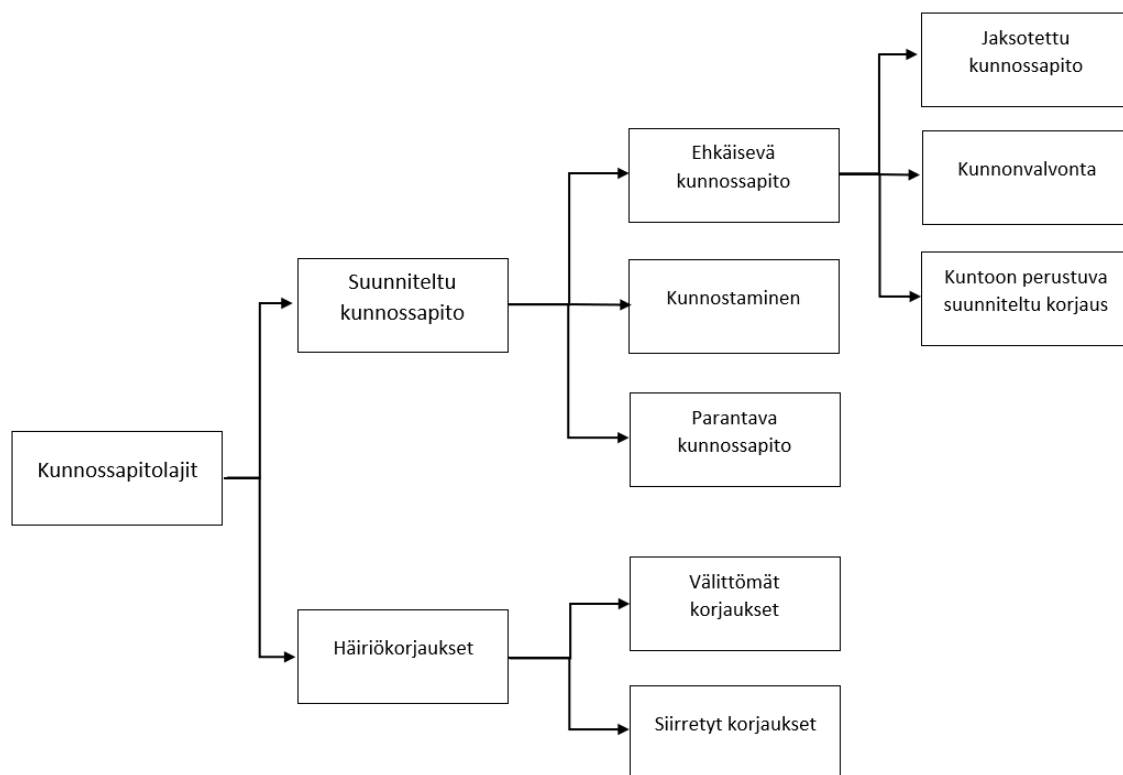 Jaksotettu
kunnossapito
Ehkäisevä
kunnossapito
Kunnonvalvonta
Suunniteltu
kunnossapito
Kunnostaminen
Kuntoon perustuva
suunniteltu korjaus
Parantava
kunnossapito
Kunnossapitolajit
Välittömät
korjaukset
Häiriökorjaukset
Siirretyt korjaukset